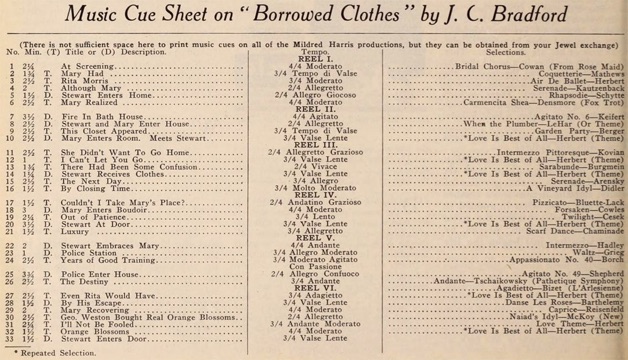 Music Cue Sheet on "Borrowed Clothes" by J. C. Bradford
(There is not sufficient space here to print music cues on all of the Mildred Harris productions, but they can be obtained from your Jewel exchange)
No. Min. (T) Title or (D) Description. Tempo. Selections.
REEL I.
1 2¼ At Screening 4/4 Moderato Bridal Chorus—Cowan (From Rose Maid)
2 1¾ T. Mary Had 3/4 Tempo di Valse Coquetterie—Mathews
3 2½ T. Rita Morris 3/4 Moderato Air De Ballet—Herbert
4 2 T. Although Mary 2/4 Allegretto Serenade—Kautzenbach
5 1½ D. Stewart Enters Home 2/4 Allegro Giocoso Rhapsodie—Schytte
6 2½ T. Mary Realized 4/4 Moderato Carmencita Shea—Densmore (Fox Trot)
REEL II.
7 3½ D. Fire In Bath House 4/4 Agitato Agitato No. 6—Keifert
8 2½ D. Stewart and Mary Enter House 2/4 Allegretto When the Plumber—LeHar (Or Theme)
9 2½ T. This Closet Appeared 3/4 Tempo di Valse Garden Party—Berger
10 2½ D. Mary Enters Room. Meets Stewart 3/4 Valse Lente *Love Is Best of All—Herbert (Theme)
REEL III.
11 2½ T. She Didn't Want To Go Home 2/4 Allegretto Grazioso Intermezzo Pittoresque—Kovian
12 1 T. I Can't Let You Go 3/4 Valse Lente *Love Is Best of All—Herbert (Theme)
13 1¾ T. There Had Been Some Confusion 2/4 Vivace Sarabunde—Burgmein
14 1¾ D. Stewart Receives Clothes 3/4 Valse Lente *Love Is Best of All—Herbert (Theme)
15 2½ T. The Next Day 3/4 Allegro Serenade—Arensky
16 1½ T. By Closing Time 3/4 Molto Moderato A Vineyard Idyl—Didler
REEL IV.
17 1½ T. Couldn't I Take Mary's Place? 2/4 Andatino Grazioso Pizzicato—Bluette-Lack
18 3 D. Mary Enters Boudoir 4/4 Moderato Forsaken—Cowles
19 2¼ T. Out of Patience 3/4 Lento Twilight—Cesek
20 3½ D. Stewart At Door 3/4 Valse Lente *Love Is Best of All—Herbert (Theme)
21 1½ T. Luxury 3/4 Allegretto Scarf Dance—Chaminade
REEL V.
22 2 D. Stewart Embraces Mary 4/4 Andante Intermezzo—Hadley
23 1 D. Police Station 3/4 Allegro Moderato Waltz—Grieg
24 2½ T. Years of Good Training 3/4 Moderato Agitato Appassionato No. 40—Borch
Con Passione
25 3¾ D. Police Enter House 2/4 Allegro Confuoco Agitato No. 49—Shepherd
26 2½ T. The Destiny 3/4 Andante Andante—Tschaikowsky (Pathetique Symphony)
REEL VI. Agadietto—Bizet (L'Arlesienne)
27 2½ T. Even Rita Would Have 3/4 Adagietto *Love Is Best of All—Herbert (Theme)
28 1½ D. By His Escape 3/4 Valse Lente Danse Les Roses—Barthelemy
29 2 T. Mary Recovering 4/4 Moderato Caprice—Reisenfeld
30 2½ T. Geo. Weston Bought Real Orange Blossoms 2/4 Allegretto Naiad's Idyl—McKoy (New)
31 2¾ T. I'll Not Be Fooled 3/4 Andante Moderato Love Theme—Herbert
32 1½ T. Orange Blossoms 4/4 Moderato *Love Is Best of All—Herbert (Theme)
33 1½ D. Stewart Enters Door 3/4 Valse Lente
* Repeated Selection.